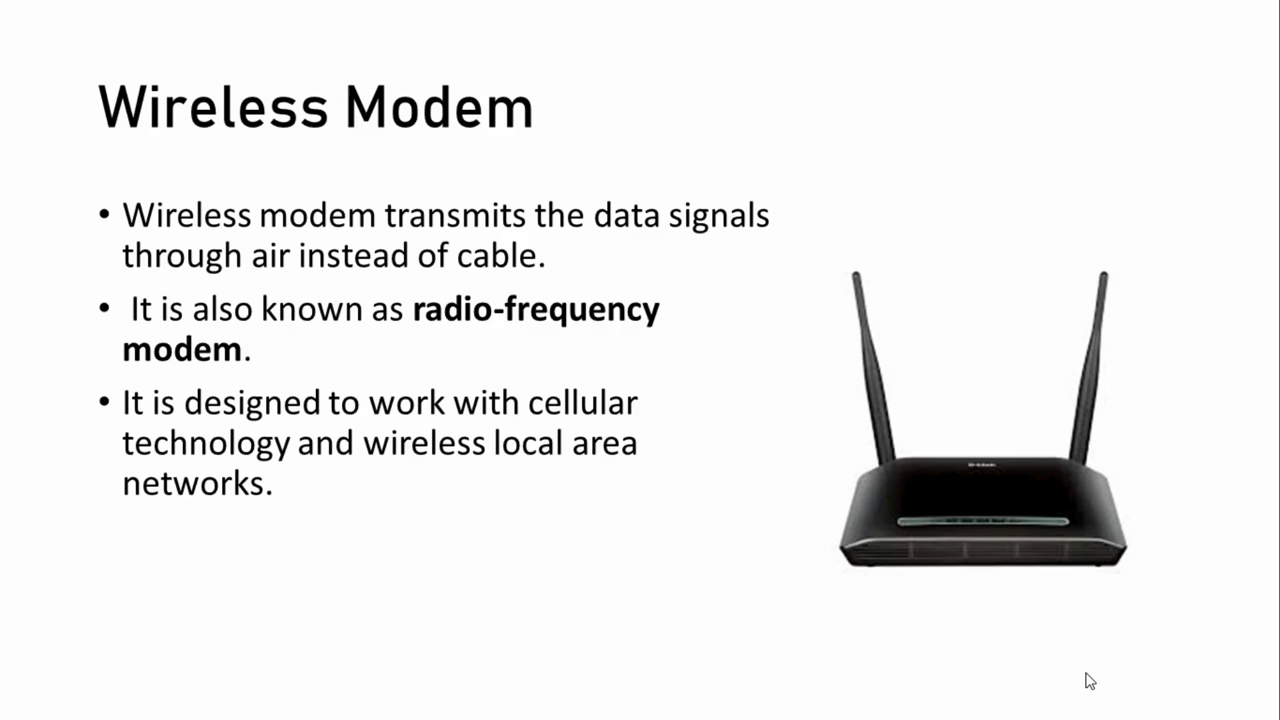 Wireless Modem
• Wireless modem transmits the data signals
through air instead of cable.
• It is also known as radio-frequency
modem.
• It is designed to work with cellular
technology and wireless local area
networks.
D-Link